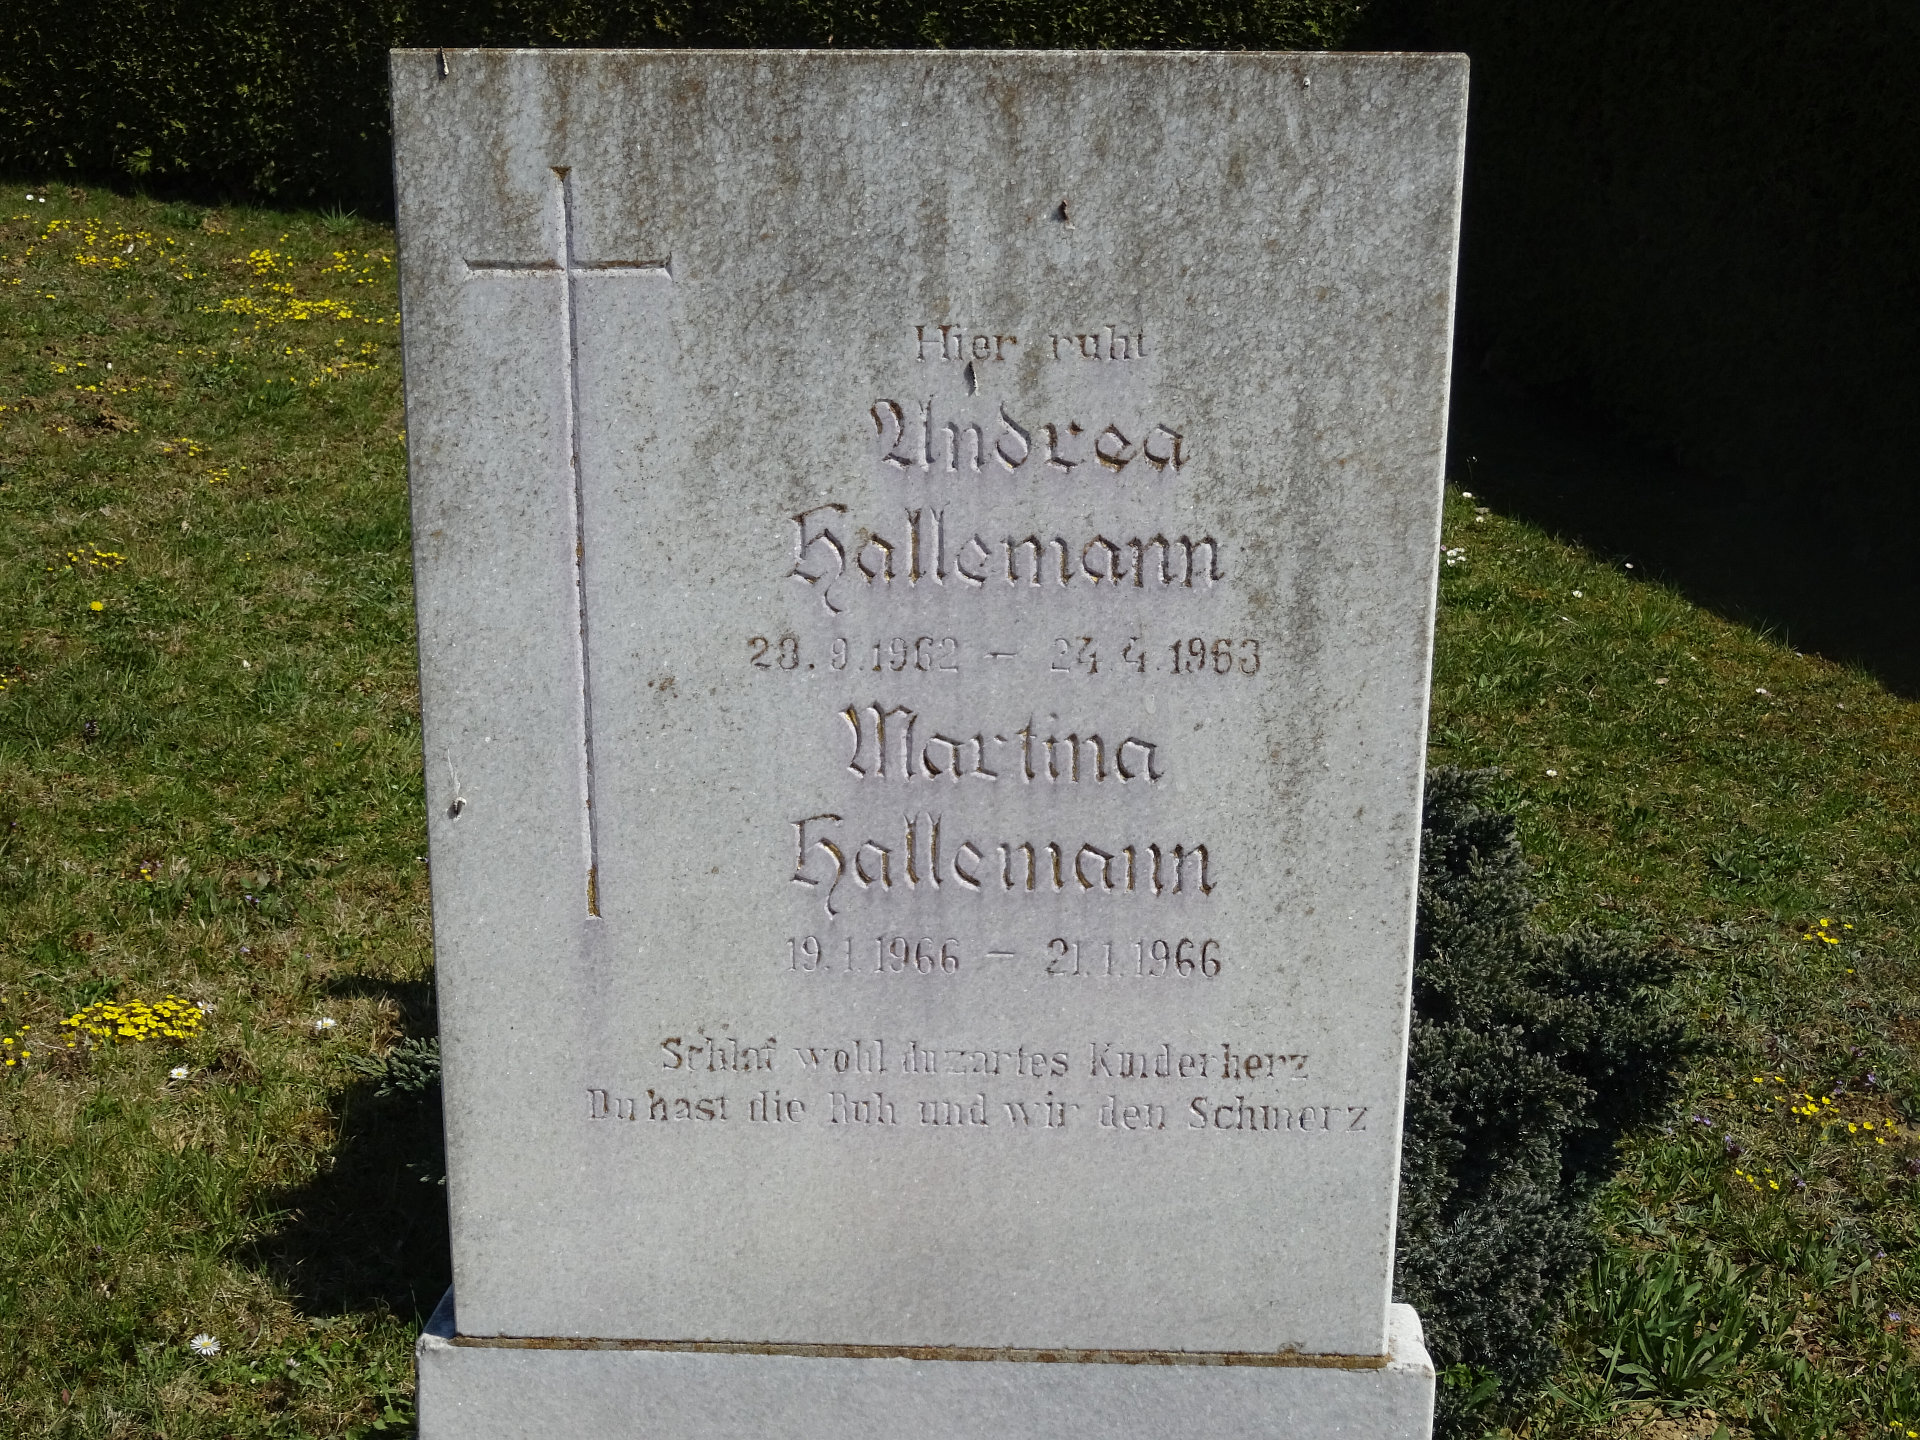 Hier ruht
Andrea
Hallemann
28.9.1962 – 24.4.1963
Martina
Hallemann
19.1.1966 – 21.1.1966
Schlaf wohl du zartes Kinderherz
Du hast die Ruh und wir den Schmerz